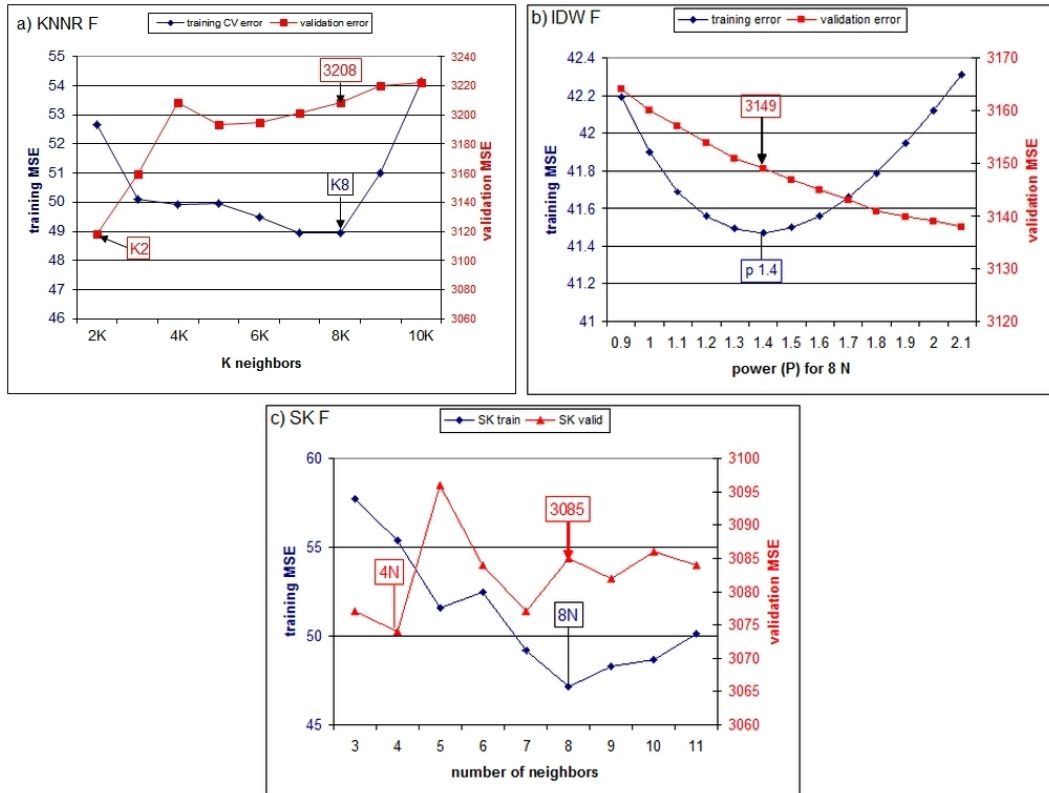 a) KNNR F
training CV error
validation error
55
54
53
52
51
50
49
48
47
46
training MSE
3240
3220
3200
3180
3160
3140
3120
3100
3080
3060
validation MSE
3208
K8
K2
2K
4K
6K
8K
10K
K neighbors
b) IDW F
training error
validation error
42.4
42.2
42
41.8
41.6
41.4
41.2
41
training MSE
3170
3160
3150
3140
3130
3120
validation MSE
3149
p 1.4
0.9 1 1.1 1.2 1.3 1.4 1.5 1.6 1.7 1.8 1.9 2 2.1
power (P) for 8 N
c) SK F
SK train
SK valid
60
55
50
45
training MSE
3100
3095
3090
3085
3080
3075
3070
3065
3060
validation MSE
4N
3085
8N
3 4 5 6 7 8 9 10 11
number of neighbors